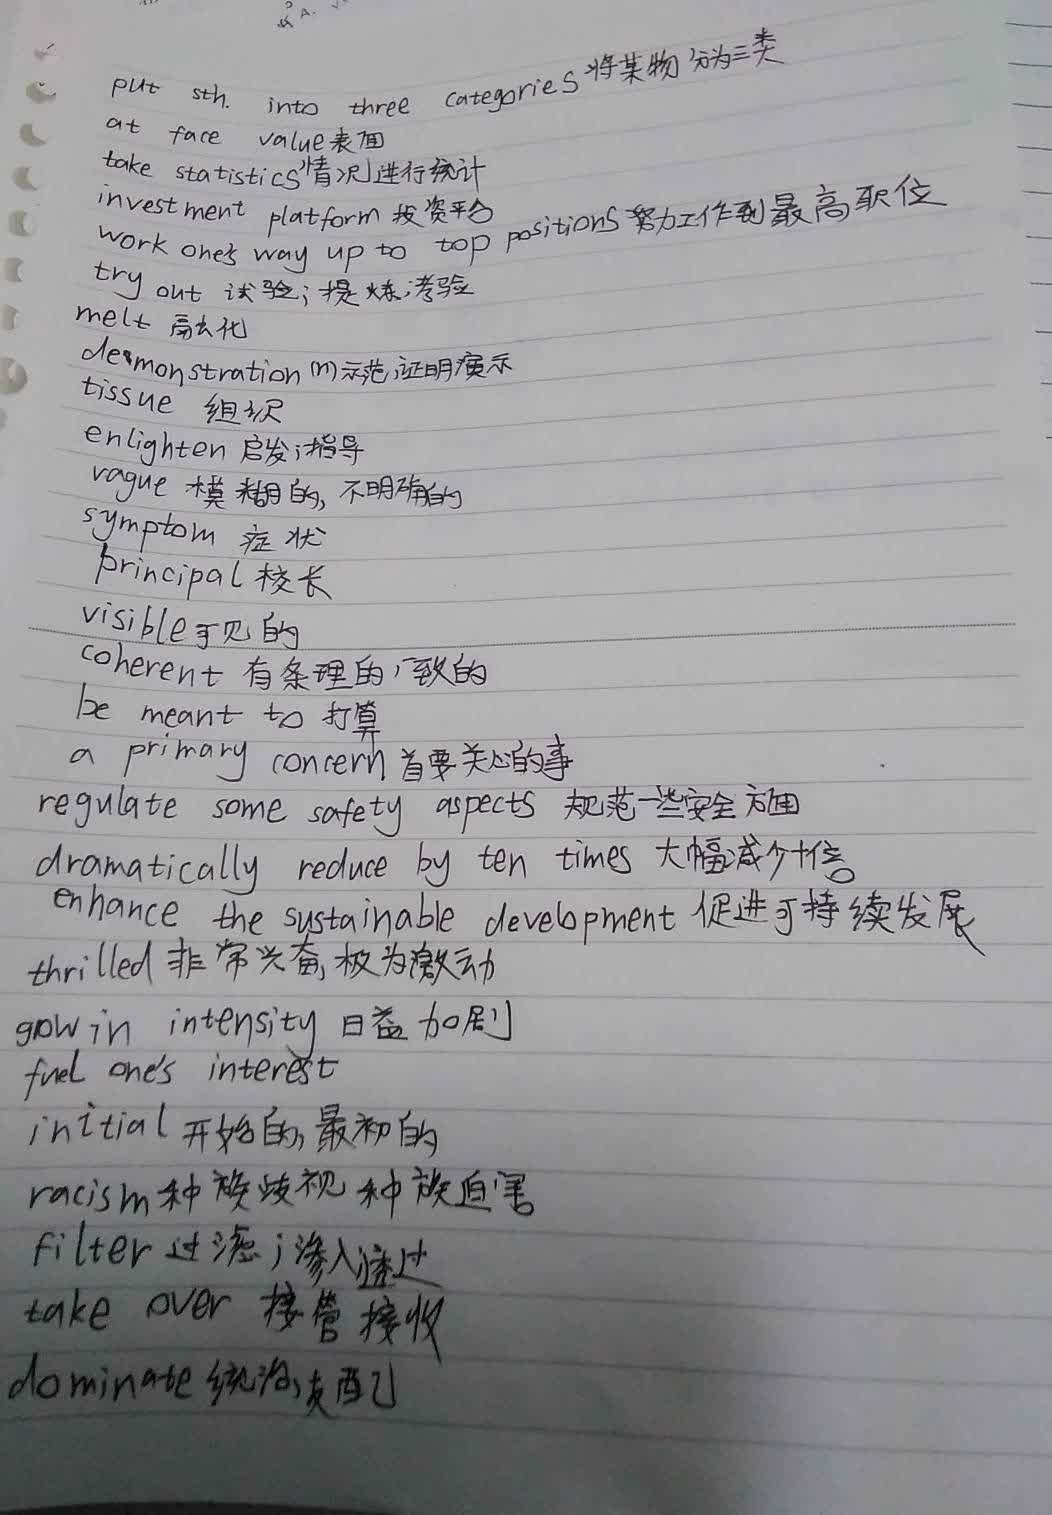 put sth. into three categories 将某物分为三类
at face value 表面
take statistics 情况进行统计
investment platform 投资平台
work one's way up to top positions 努力工作到最高职位
try out 试验;提炼;考验
melt 融化
demonstration (n) 示范,证明,演示
tissue 组织
enlighten 启发;指导
vague 模糊的,不明确的
symptom 症状
principal 校长
visible 可见的
coherent 有条理的,一致的
be meant to 打算
a primary concern 首要关心的事
regulate some safety aspects 规范一些安全方面
dramatically reduce by ten times 大幅减少十倍
enhance the sustainable development 促进可持续发展
thrilled 非常兴奋,极为激动
grow in intensity 日益加剧
fuel one's interest
initial 开始的,最初的
racism 种族歧视 种族迫害
filter 过滤;渗入,透过
take over 接管 接收
dominate 统治,支配